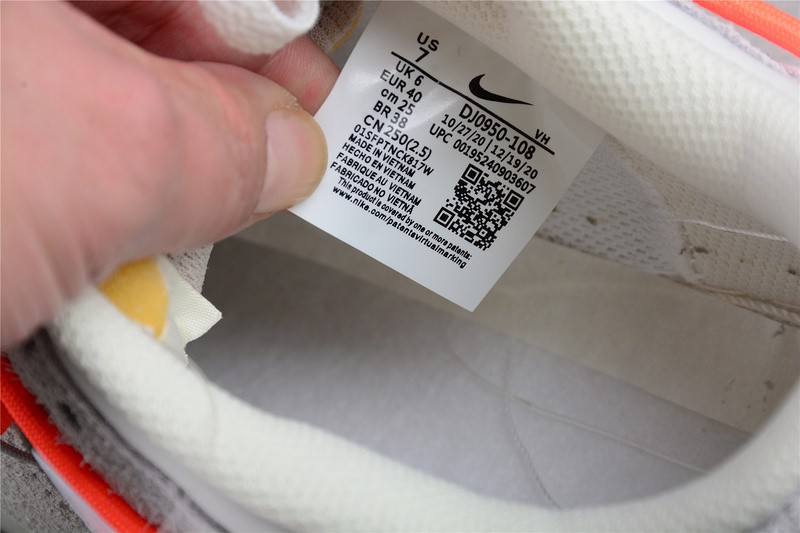 US
7
UK 6
EUR 40
cm 25
BR 38
CN 250(2.5)
DJ0950-108 VH
10/27/20 / 12/19/20
UPC 00195240903607
01SFPTNCK817W
MADE IN VIETNAM
HECHO EN VIETNAM
FABRIQUE AU VIETNAM
FABRICADO NO VIETNÃ
This product is covered by one or more patents:
www.nike.com/patentsvirtualmarking